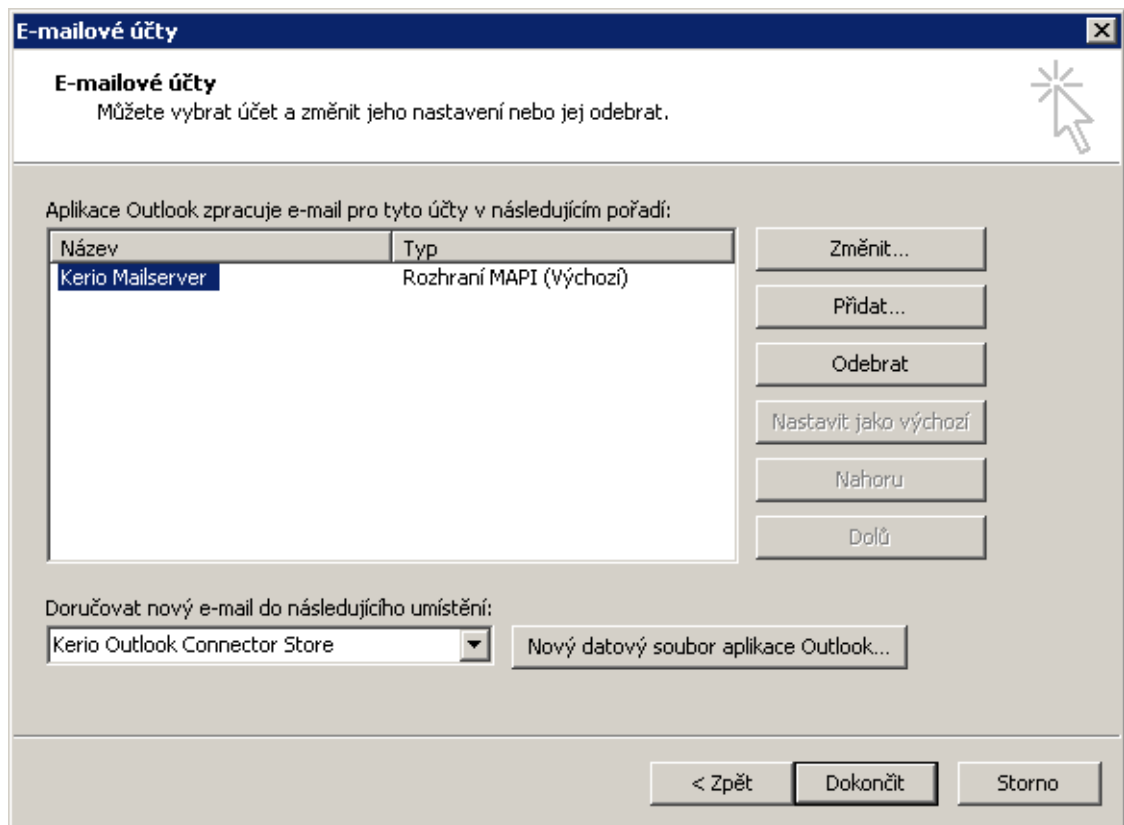 E-mailové účty
E-mailové účty
Můžete vybrat účet a změnit jeho nastavení nebo jej odebrat.
Aplikace Outlook zpracuje e-mail pro tyto účty v následujícím pořadí:
Název Typ
Kerio Mailserver Rozhraní MAPI (Výchozí)
Změnit...
Přidat...
Odebrat
Nastavit jako výchozí
Nahoru
Dolů
Doručovat nový e-mail do následujícího umístění:
Kerio Outlook Connector Store Nový datový soubor aplikace Outlook...
< Zpět Dokončit Storno